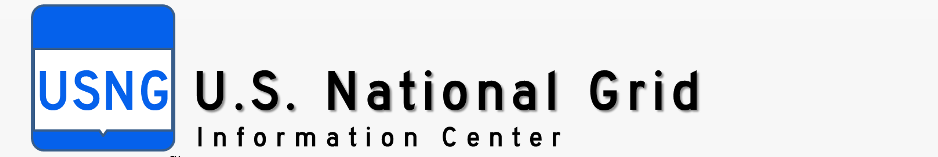 USNG
U.S. National Grid
Information Center